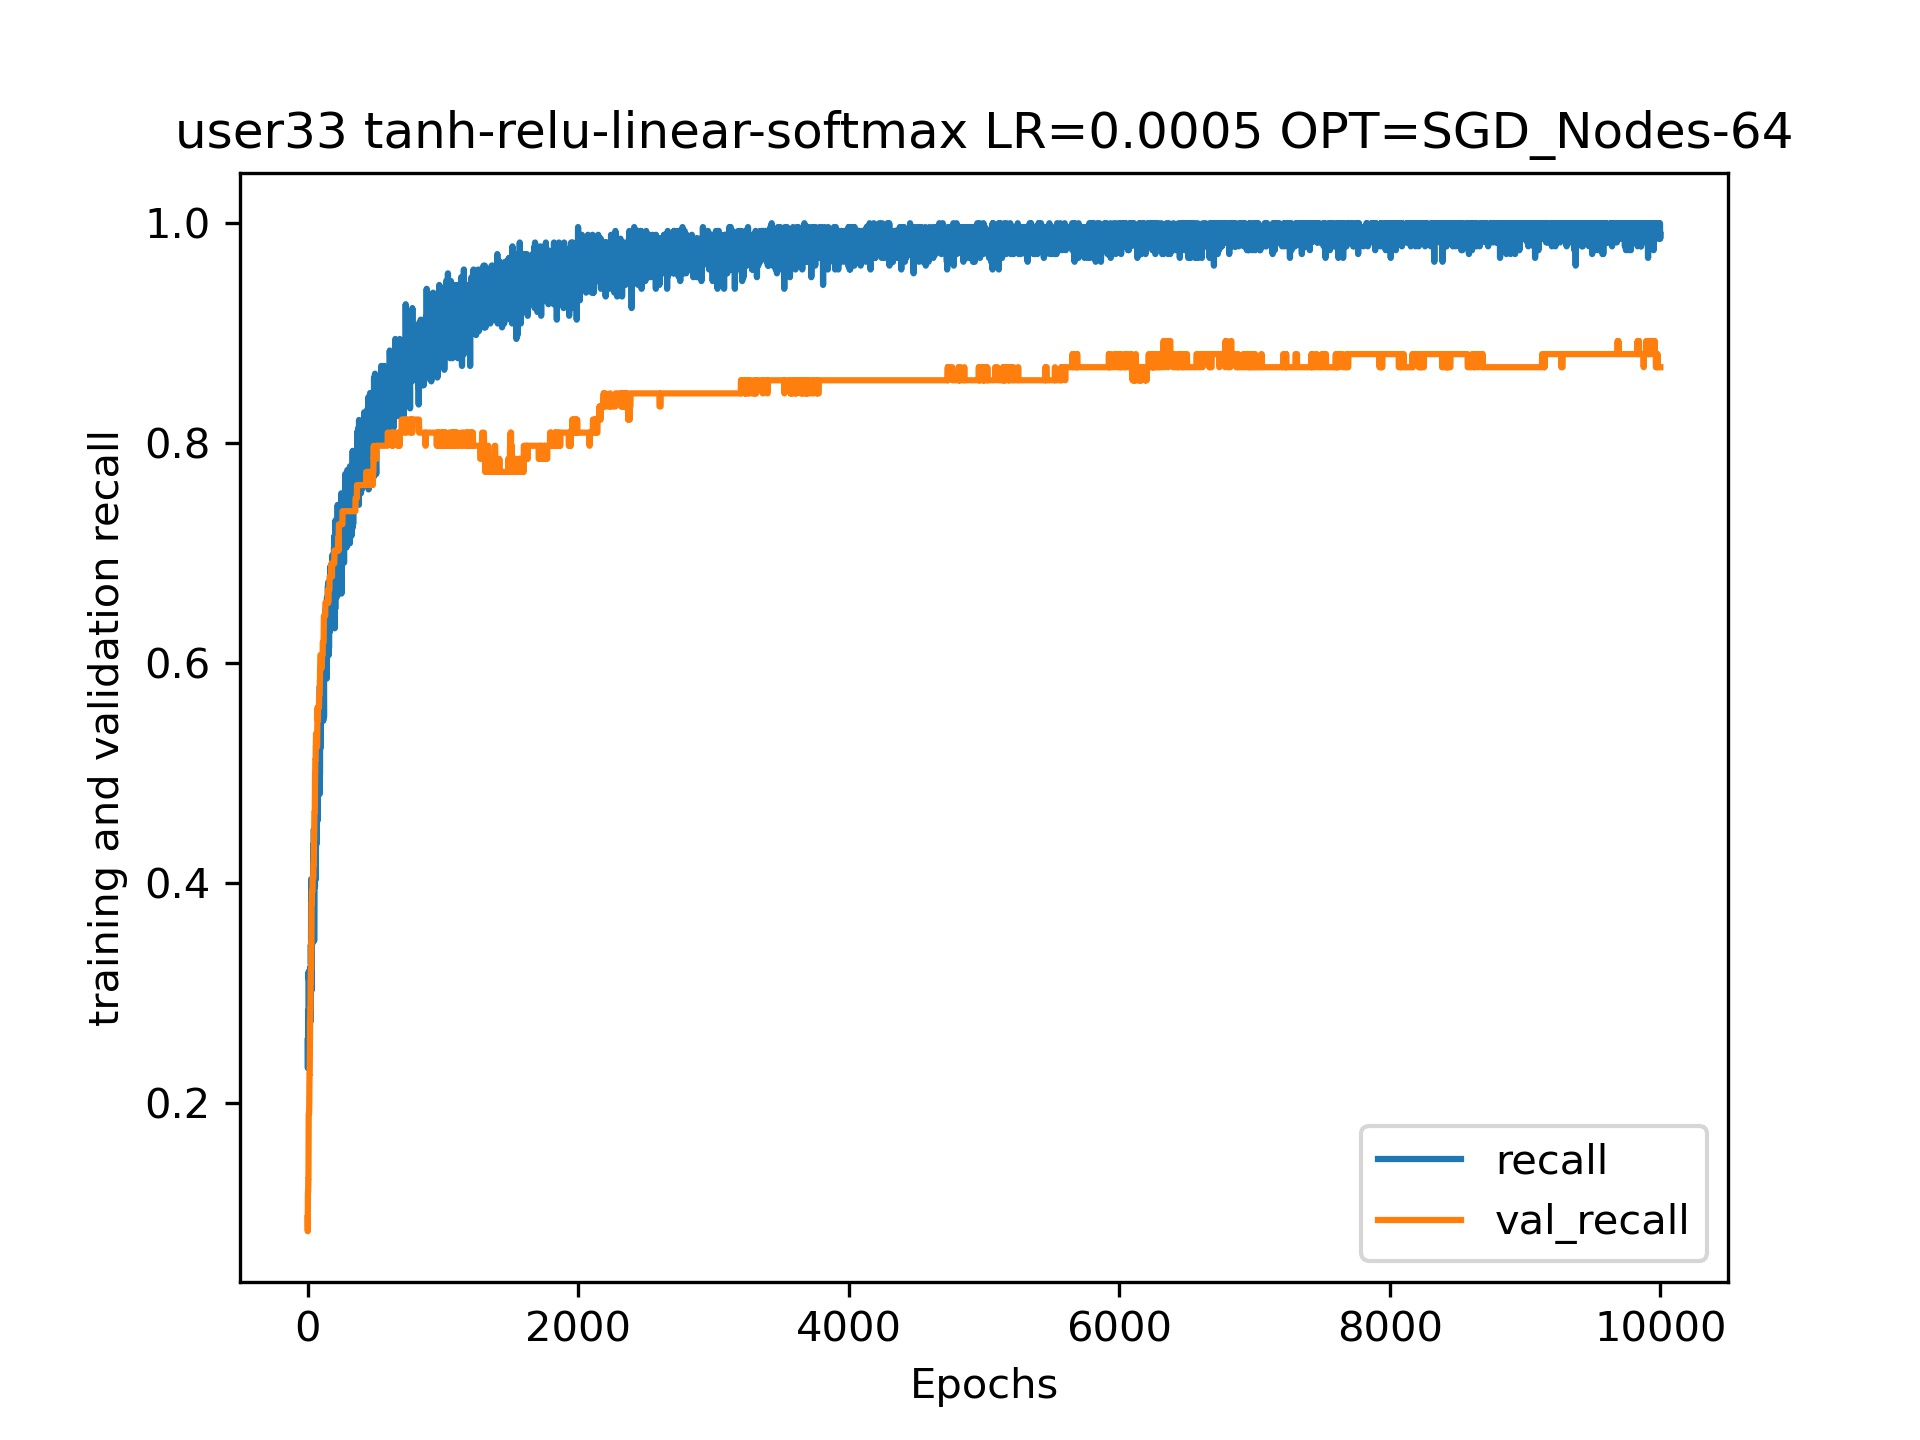 user33 tanh-relu-linear-softmax LR=0.0005 OPT=SGD_Nodes-64
training and validation recall
1.0
0.8
0.6
0.4
0.2
recall
val_recall
0 2000 4000 6000 8000 10000
Epochs